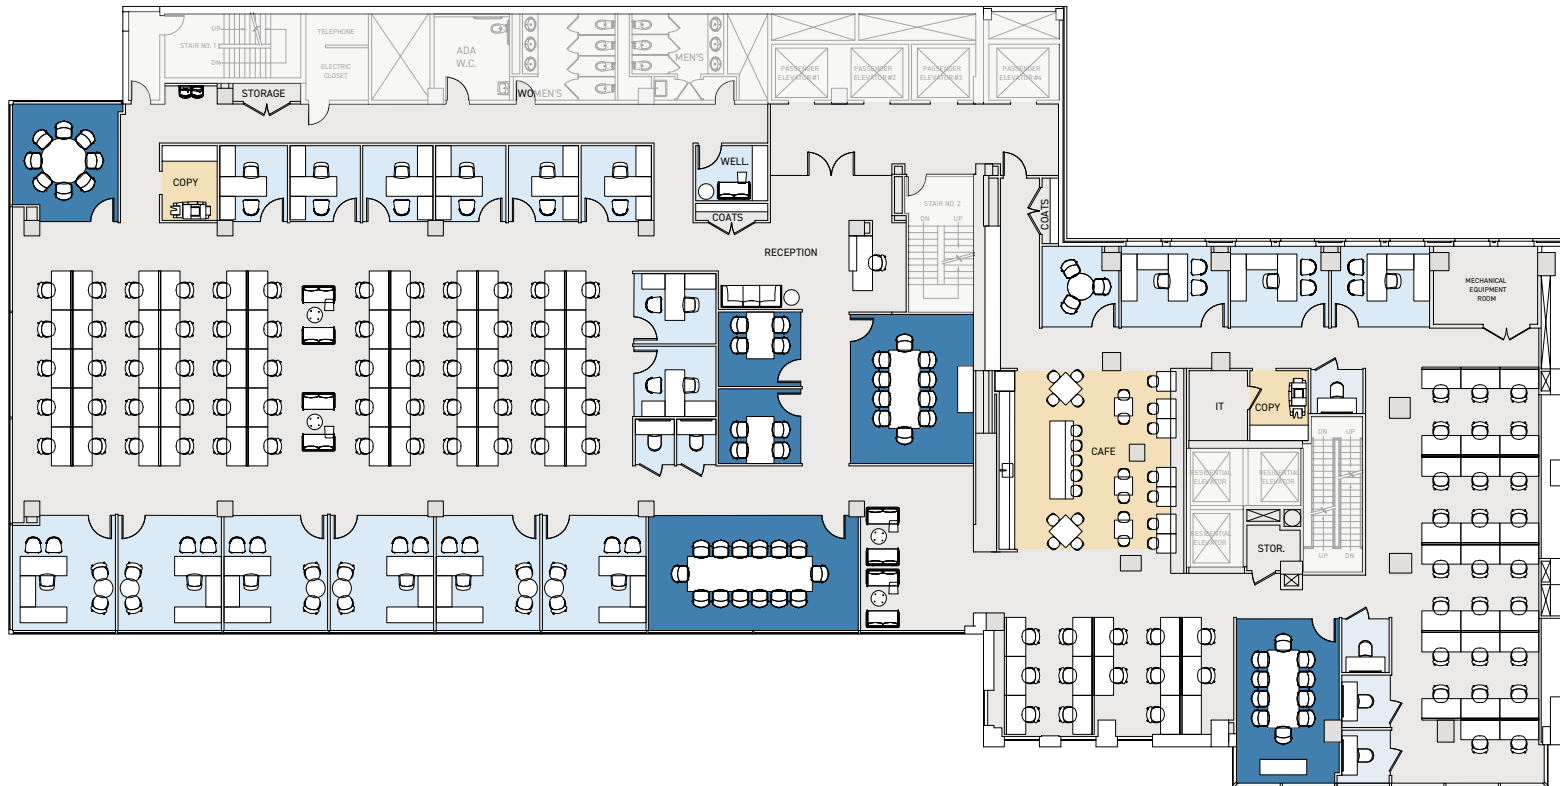 UP
STAIR NO. 1
DN
TELEPHONE
ELECTRIC
CLOSET
ADA
W.C.
WOMEN'S
MEN'S
PASSENGER
ELEVATOR #1
PASSENGER
ELEVATOR #2
PASSENGER
ELEVATOR #3
PASSENGER
ELEVATOR #4
STORAGE
COPY
WELL.
COATS
RECEPTION
STAIR NO. 2
DN UP
COATS
MECHANICAL
EQUIPMENT
ROOM
IT
COPY
CAFE
DN UP
RESIDENTIAL
ELEVATOR
RESIDENTIAL
ELEVATOR
RESIDENTIAL
ELEVATOR
STOR.
UP DN